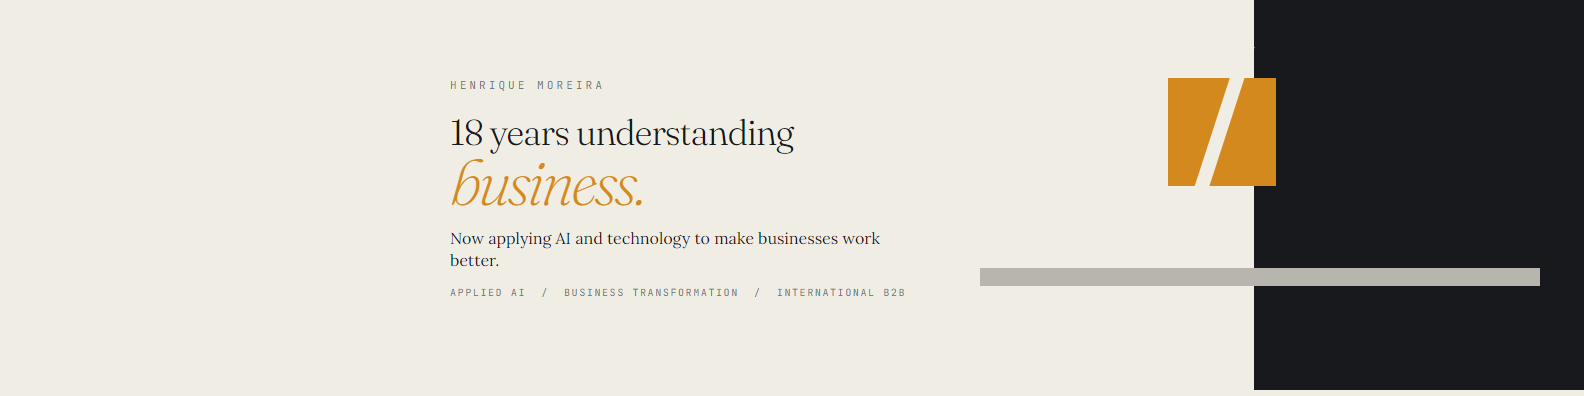 HENRIQUE MOREIRA
18 years understanding
business.
Now applying AI and technology to make businesses work
better.
APPLIED AI / BUSINESS TRANSFORMATION / INTERNATIONAL B2B